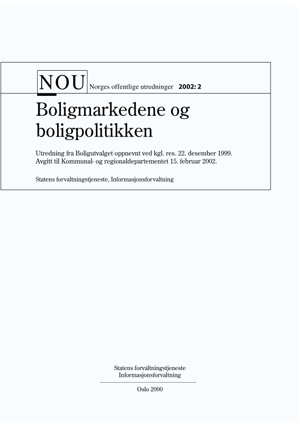 NOU Norges offentlige utredninger 2002: 2
Boligmarkedene og
boligpolitikken
Utredning fra Boligutvalget oppnevnt ved kgl. res. 22. desember 1999.
Avgitt til Kommunal- og regionaldepartementet 15. februar 2002.
Statens forvaltningstjeneste, Informasjonsforvaltning
Statens forvaltningstjeneste
Informasjonsforvaltning
Oslo 2000